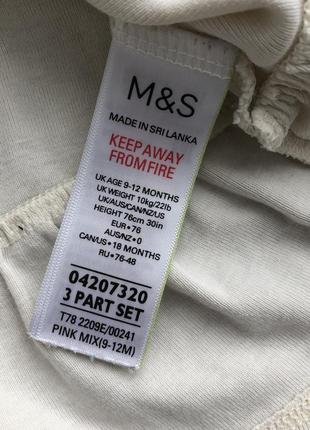 M&S
MADE IN SRI LANKA
KEEP AWAY
FROM FIRE
UK AGE 9-12 MONTHS
UK WEIGHT 10kg/22lb
UK/AUS/CAN/NZ/US
HEIGHT 76cm 30in
EUR•76
AUS/NZ•0
CAN/US•18 MONTHS
RU•76-48
04207320
3 PART SET
T78 2209E/00241
PINK MIX(9-12M)